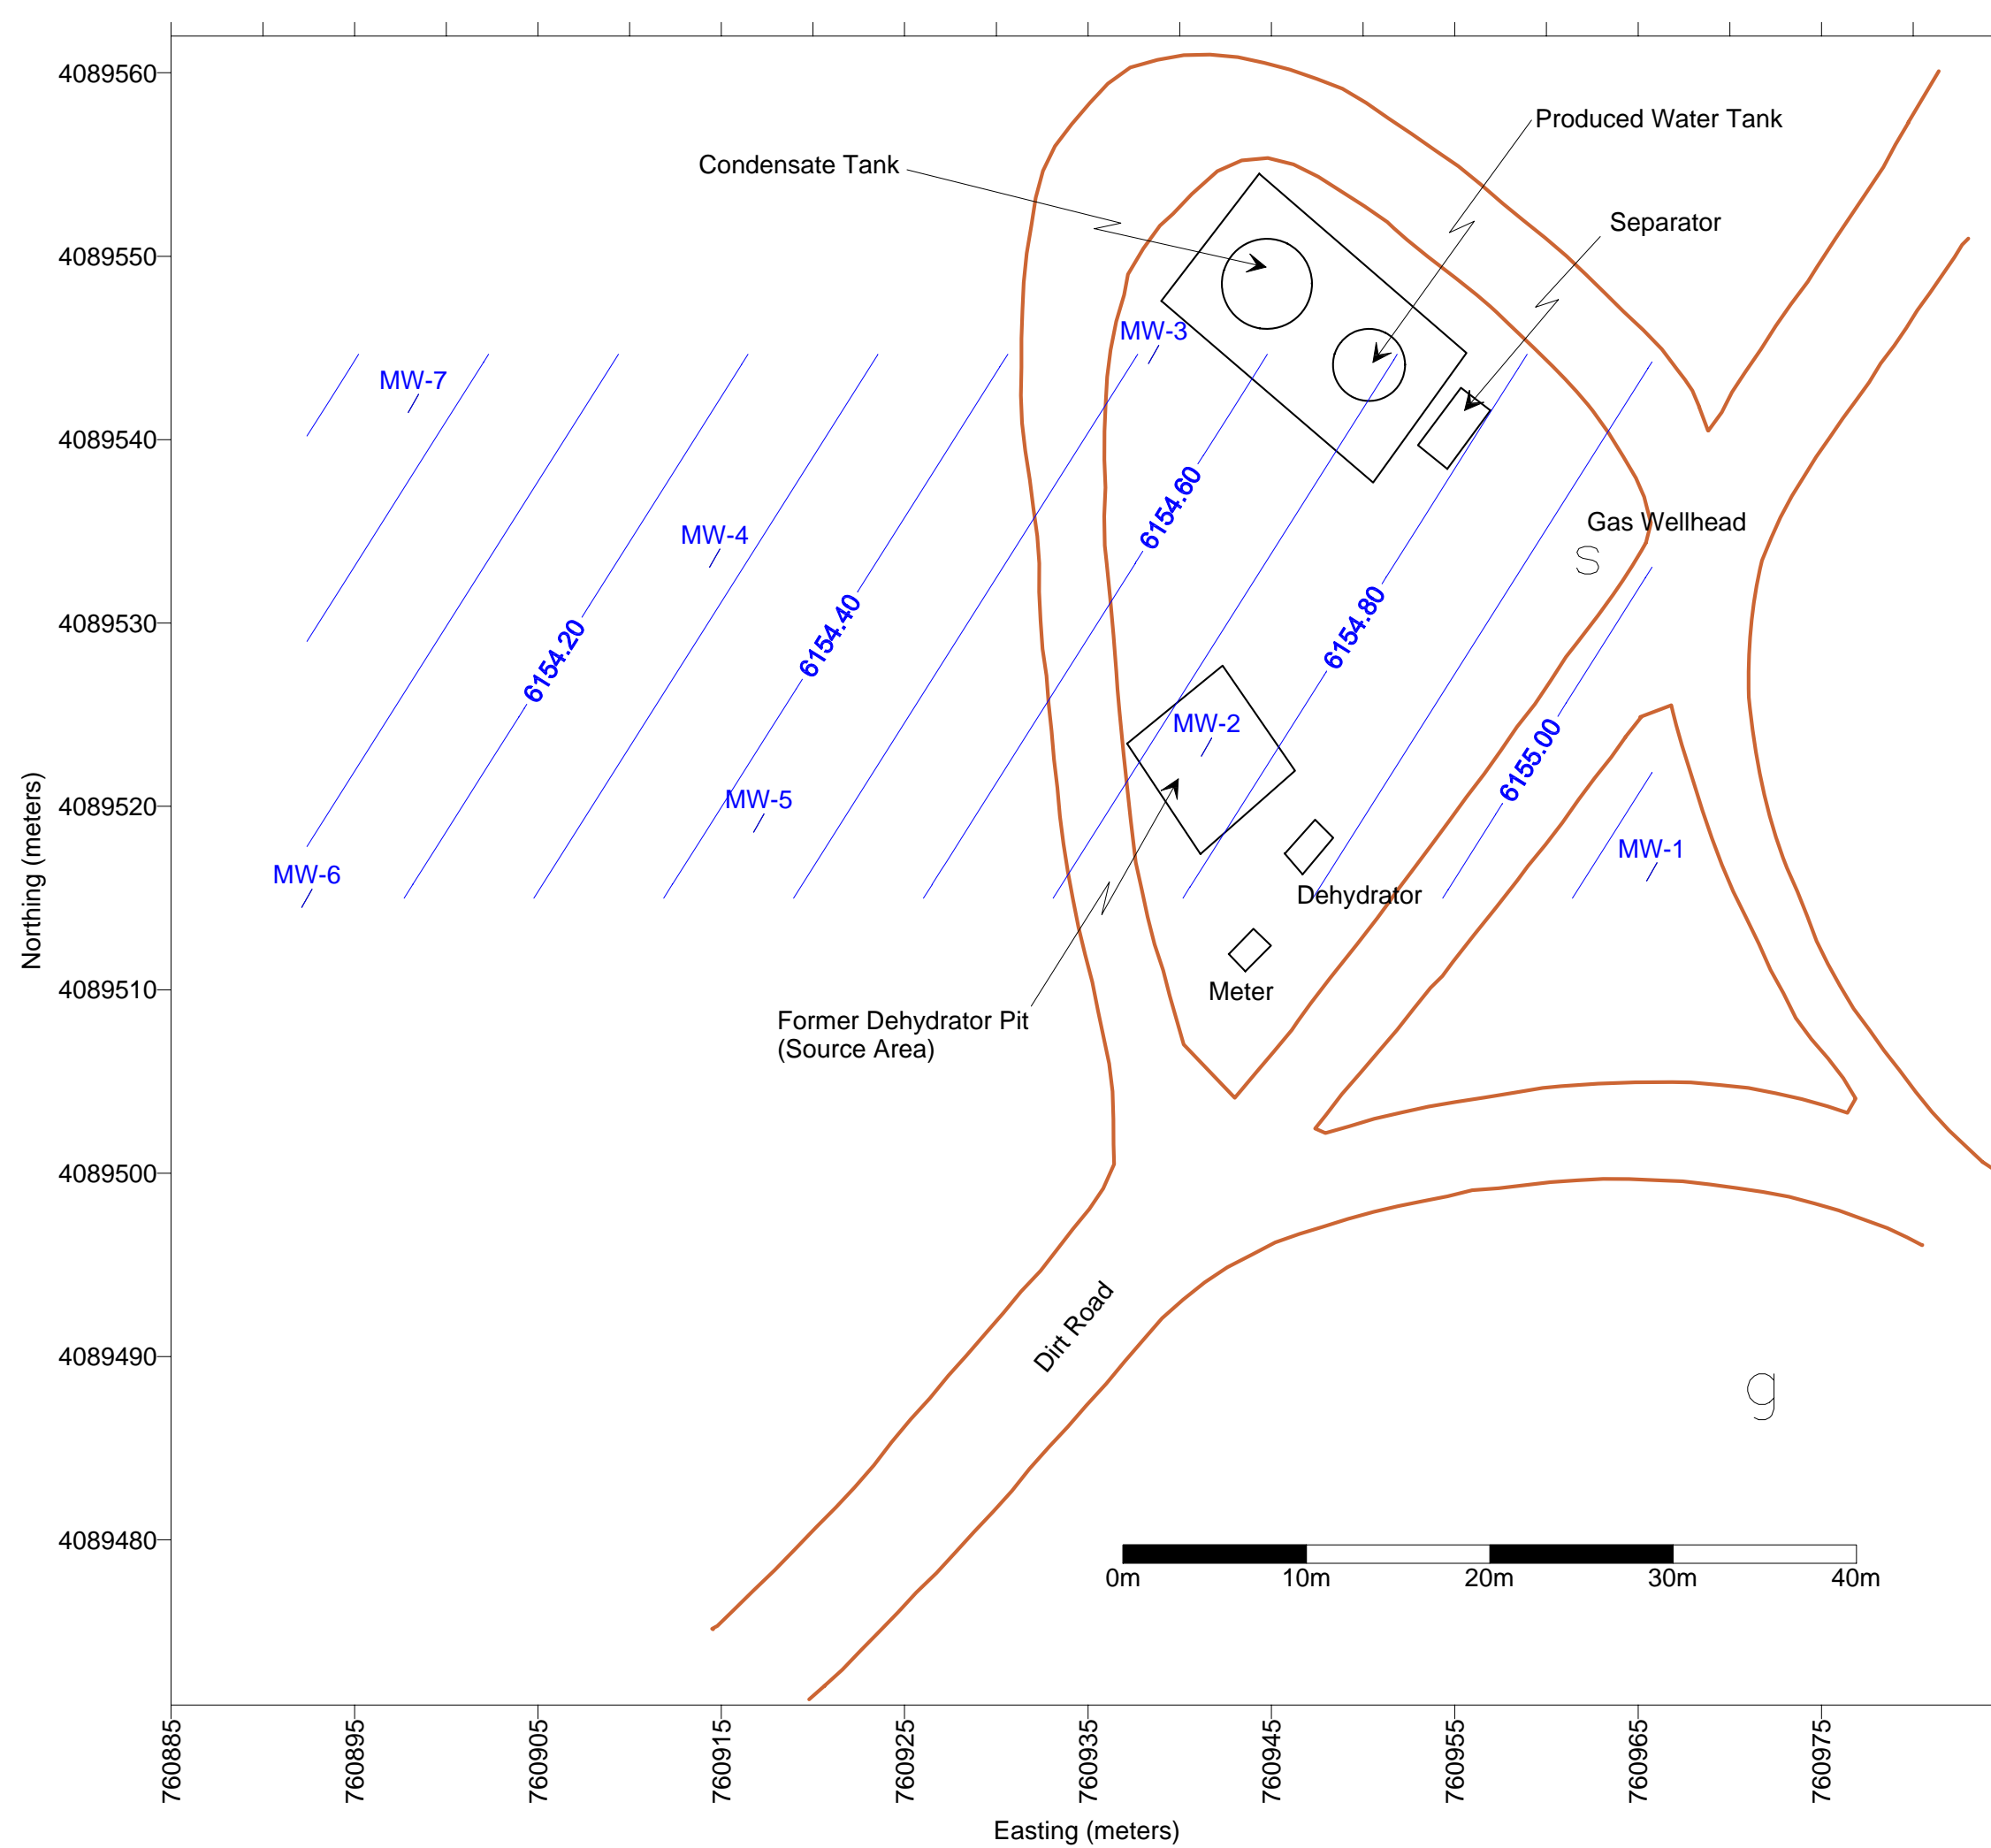 4089560
Produced Water Tank
Condensate Tank
Separator
4089550
MW-3
MW-7
4089540
6154.60
Gas Wellhead
S
MW-4
4089530
6154.20
6154.40
6154.80
MW-2
6155.00
Northing (meters)
4089520
MW-5
MW-1
MW-6
Dehydrator
4089510
Meter
Former Dehydrator Pit
(Source Area)
4089500
Dirt Road
4089490
g
4089480
0m
10m
20m
30m
40m
760885
760895
760905
760915
760925
760935
760945
760955
760965
760975
Easting (meters)